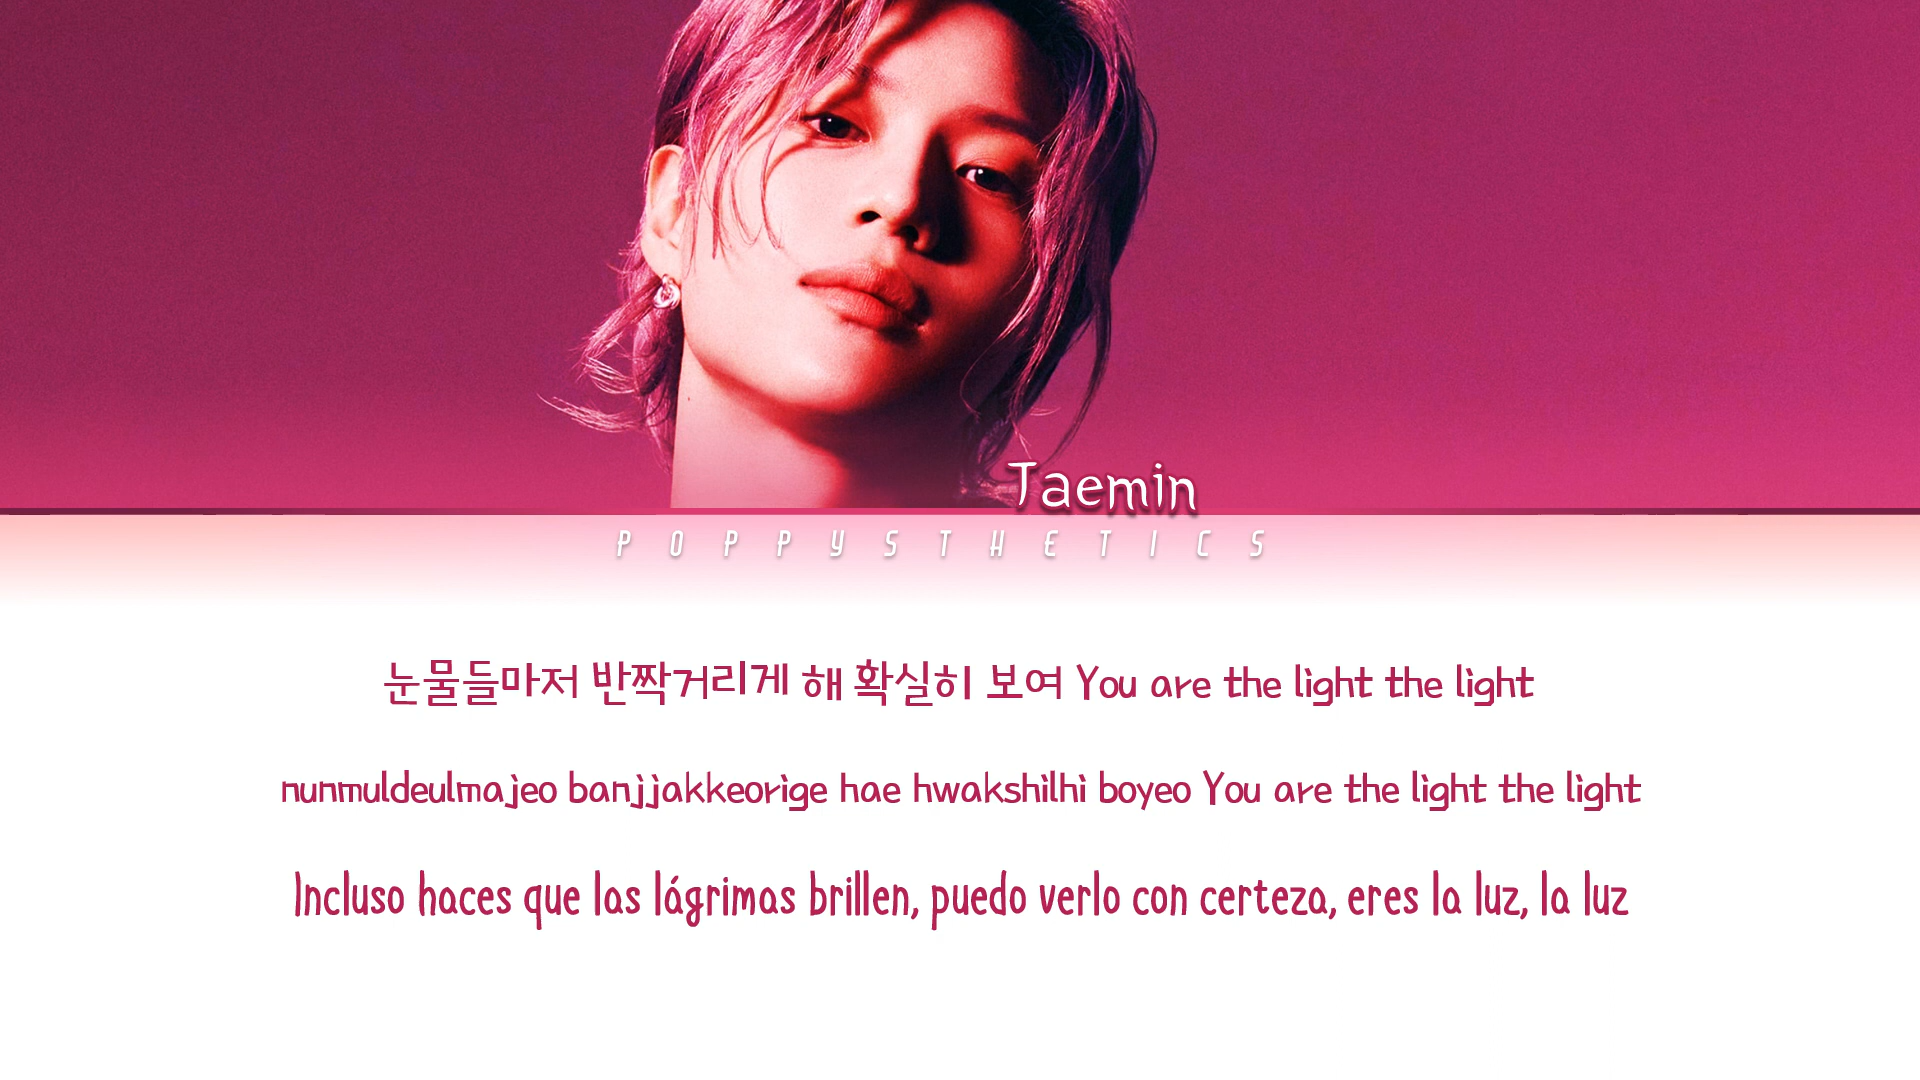 Taemin
POPPYSTHETICS
눈물들마저 반짝거리게 해 확실히 보여 You are the light the light
nunmuldeulmajeo banjjakkeorige hae hwakshilhi boyeo You are the light the light
Incluso haces que las lágrimas brillen, puedo verlo con certeza, eres la luz, la luz